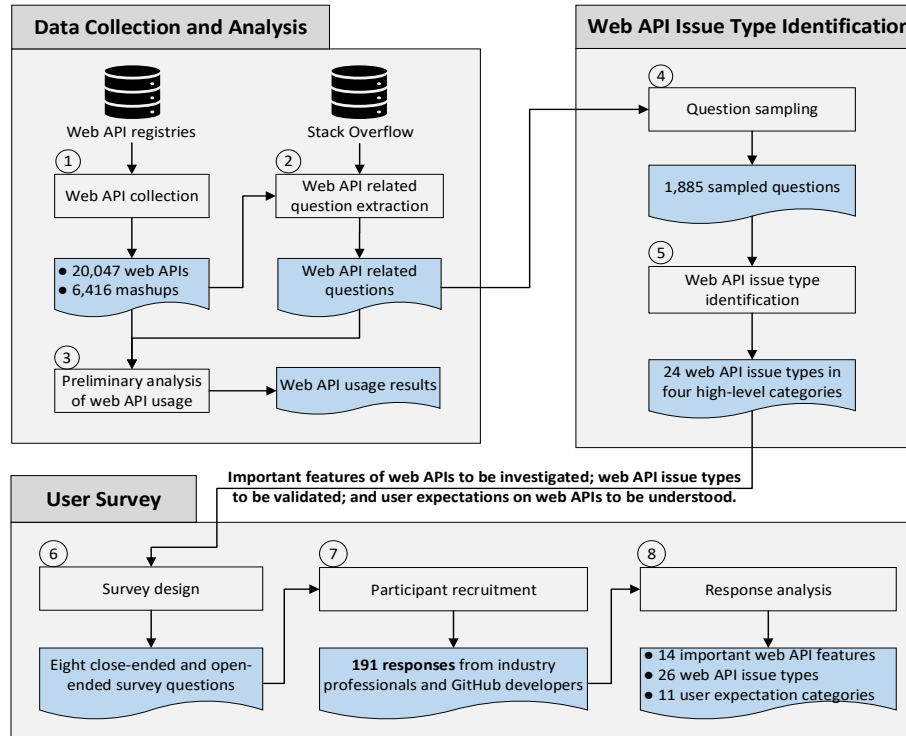 Data Collection and Analysis
Web API registries
Stack Overflow
1
Web API collection
2
Web API related
question extraction
● 20,047 web APIs
● 6,416 mashups
Web API related
questions
3
Preliminary analysis
of web API usage
Web API usage results
Web API Issue Type Identification
4
Question sampling
1,885 sampled questions
5
Web API issue type
identification
24 web API issue types in
four high-level categories
Important features of web APIs to be investigated; web API issue types
to be validated; and user expectations on web APIs to be understood.
User Survey
6
Survey design
Eight close-ended and open-
ended survey questions
7
Participant recruitment
191 responses from industry
professionals and GitHub developers
8
Response analysis
● 14 important web API features
● 26 web API issue types
● 11 user expectation categories